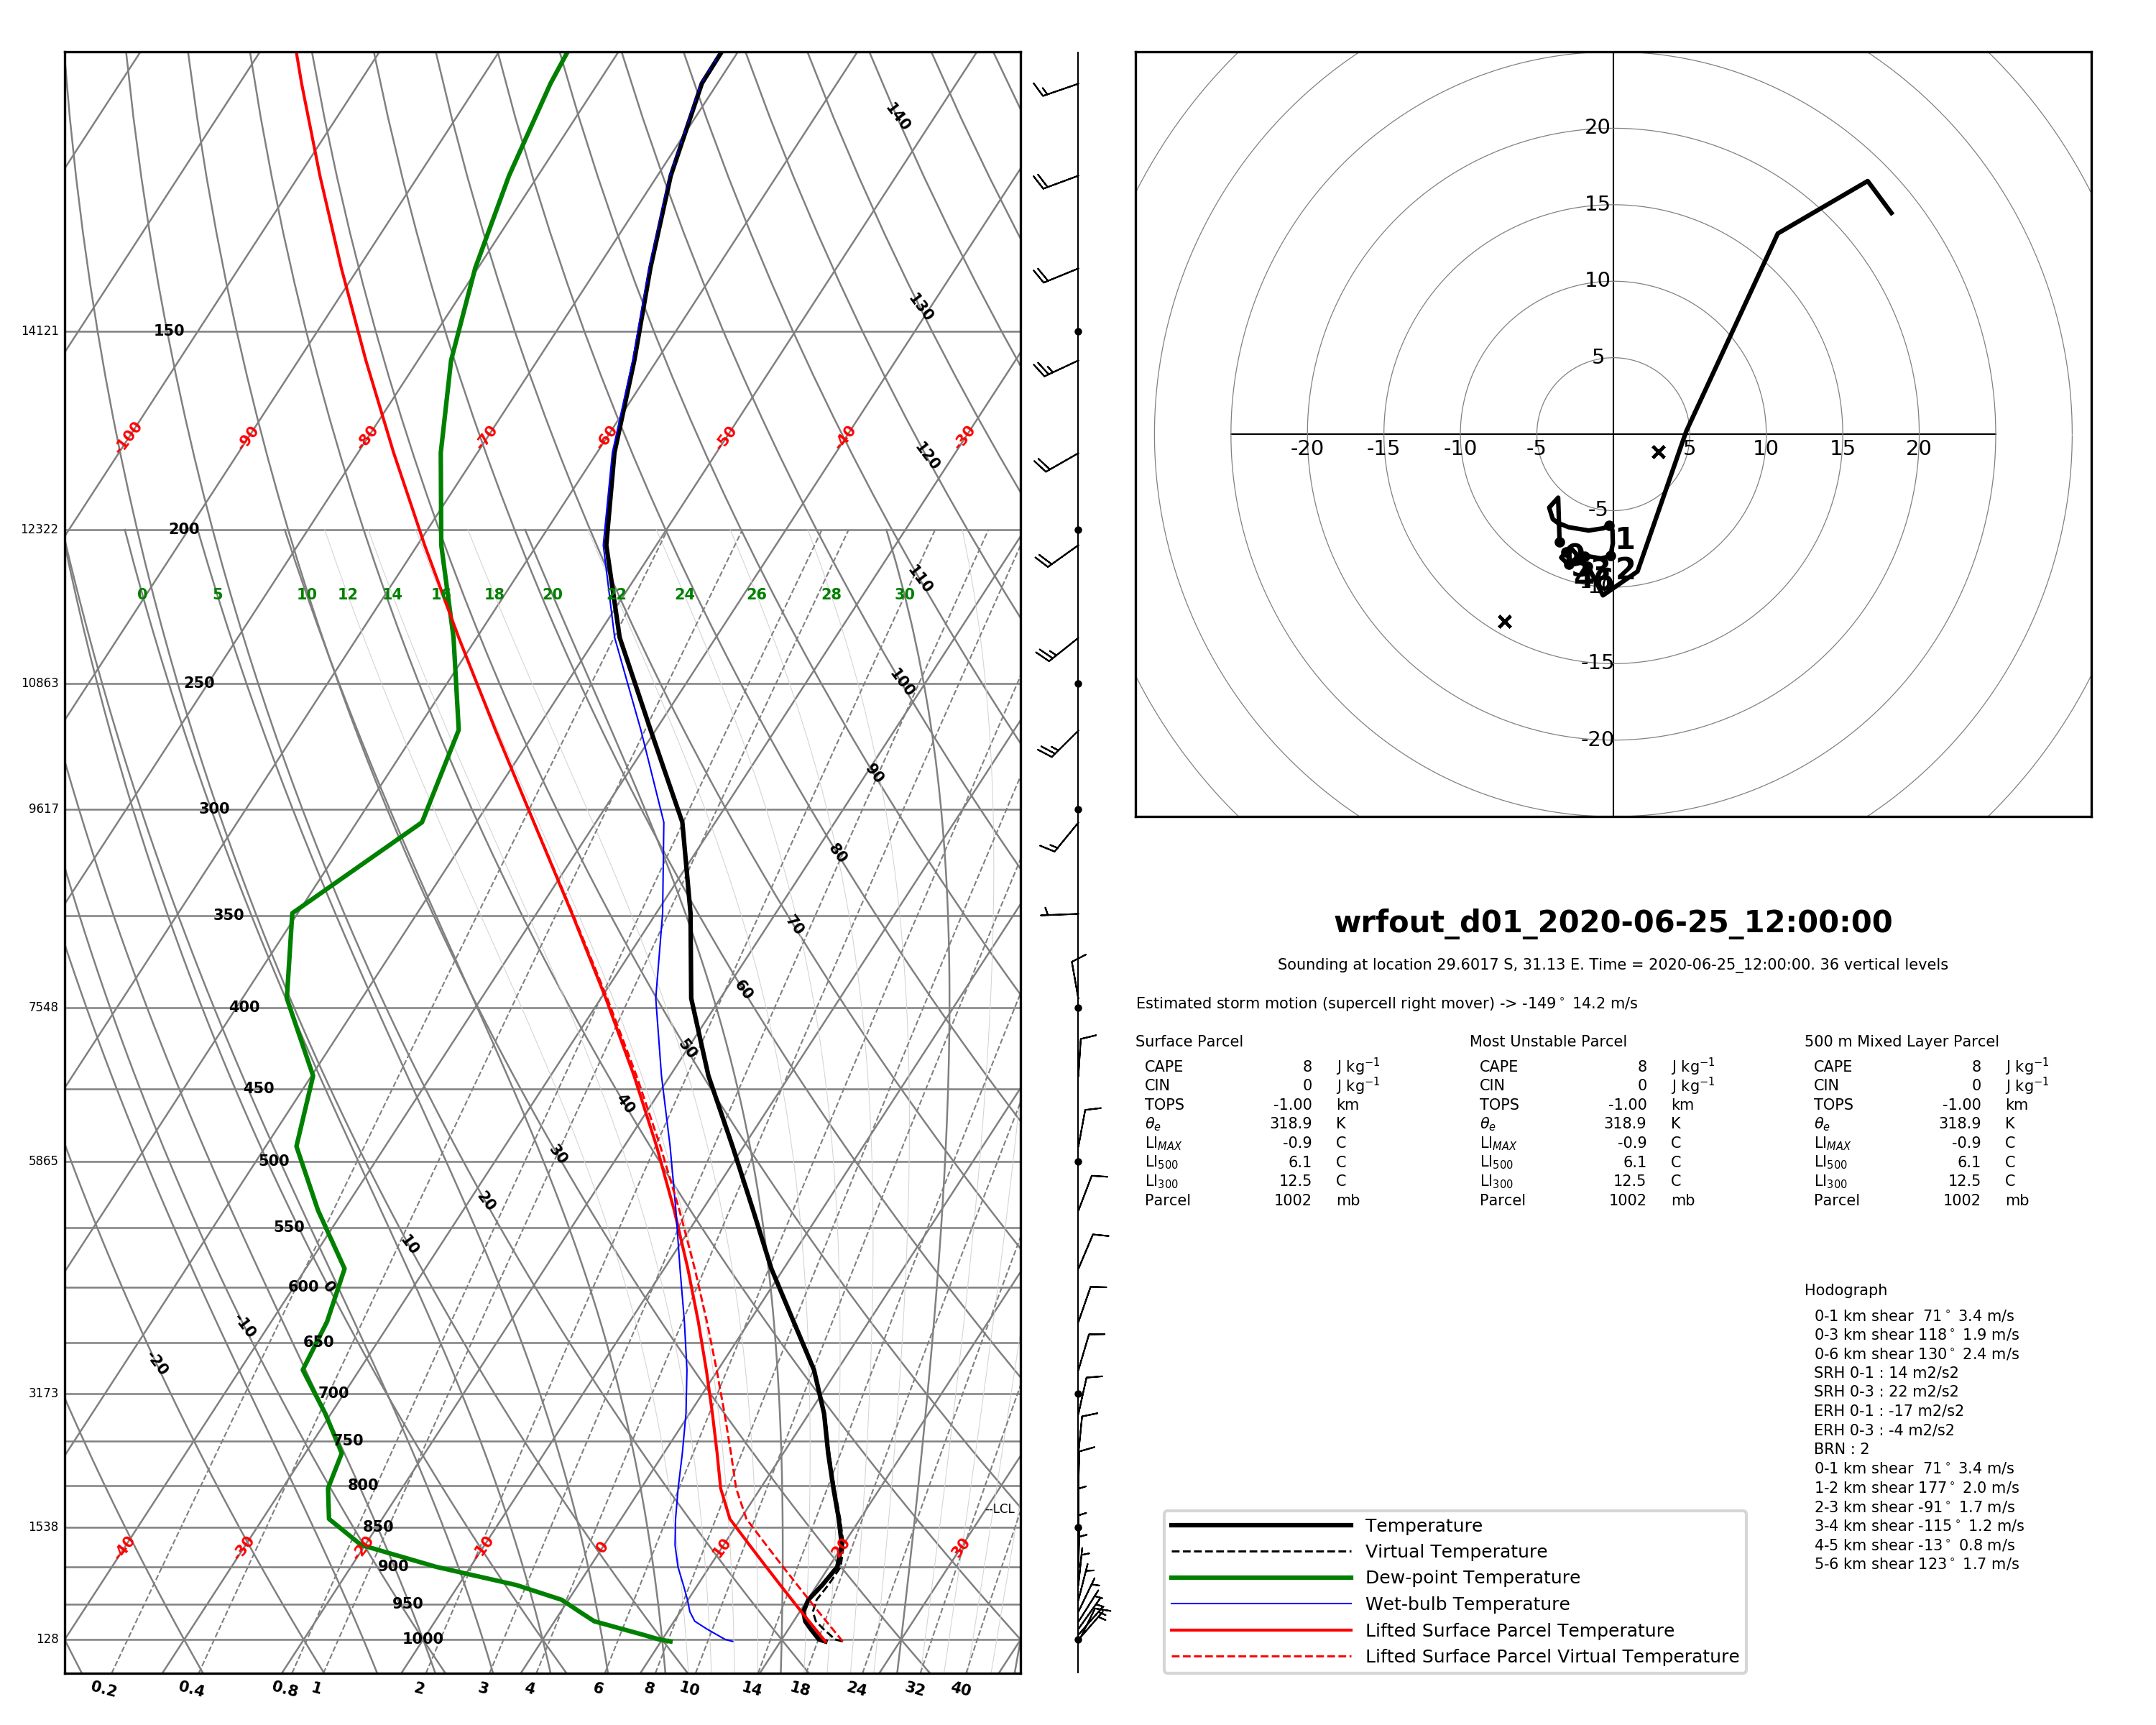 140
130
120
110
100
90
80
70
60
50
40
30
20
10
0
-10
-20
14121 150
-100 -90 -80 -70 -60 -50 -40 -30
12322 200
0 5 10 12 14 16 18 20 22 24 26 28 30
10863 250
9617 300
350
7548 400
450
5865 500
550
600
650
3173 700
750
800
--LCL
1538 850
-40 -30 -20 -10 0 10 20 30
900
950
128 1000
0.2 0.4 0.8 1 2 3 4 6 8 10 14 18 24 32 40
20
15
10
5
-20 -15 -10 -5 5 10 15 20
-5
1
2
-15
-20
wrfout_d01_2020-06-25_12:00:00
Sounding at location 29.6017 S, 31.13 E. Time = 2020-06-25_12:00:00. 36 vertical levels
Estimated storm motion (supercell right mover) -> -149° 14.2 m/s
Surface Parcel Most Unstable Parcel 500 m Mixed Layer Parcel
CAPE 8 J kg⁻¹ CAPE 8 J kg⁻¹ CAPE 8 J kg⁻¹
CIN 0 J kg⁻¹ CIN 0 J kg⁻¹ CIN 0 J kg⁻¹
TOPS -1.00 km TOPS -1.00 km TOPS -1.00 km
θe 318.9 K θe 318.9 K θe 318.9 K
LI_MAX -0.9 C LI_MAX -0.9 C LI_MAX -0.9 C
LI₅₀₀ 6.1 C LI₅₀₀ 6.1 C LI₅₀₀ 6.1 C
LI₃₀₀ 12.5 C LI₃₀₀ 12.5 C LI₃₀₀ 12.5 C
Parcel 1002 mb Parcel 1002 mb Parcel 1002 mb
Hodograph
0-1 km shear 71° 3.4 m/s
0-3 km shear 118° 1.9 m/s
0-6 km shear 130° 2.4 m/s
SRH 0-1 : 14 m2/s2
SRH 0-3 : 22 m2/s2
ERH 0-1 : -17 m2/s2
ERH 0-3 : -4 m2/s2
BRN : 2
0-1 km shear 71° 3.4 m/s
1-2 km shear 177° 2.0 m/s
2-3 km shear -91° 1.7 m/s
3-4 km shear -115° 1.2 m/s
4-5 km shear -13° 0.8 m/s
5-6 km shear 123° 1.7 m/s
Temperature
Virtual Temperature
Dew-point Temperature
Wet-bulb Temperature
Lifted Surface Parcel Temperature
Lifted Surface Parcel Virtual Temperature